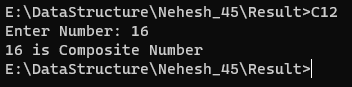 E:\DataStructure\Nehesh_45\Result>C12
Enter Number: 16
16 is Composite Number
E:\DataStructure\Nehesh_45\Result>